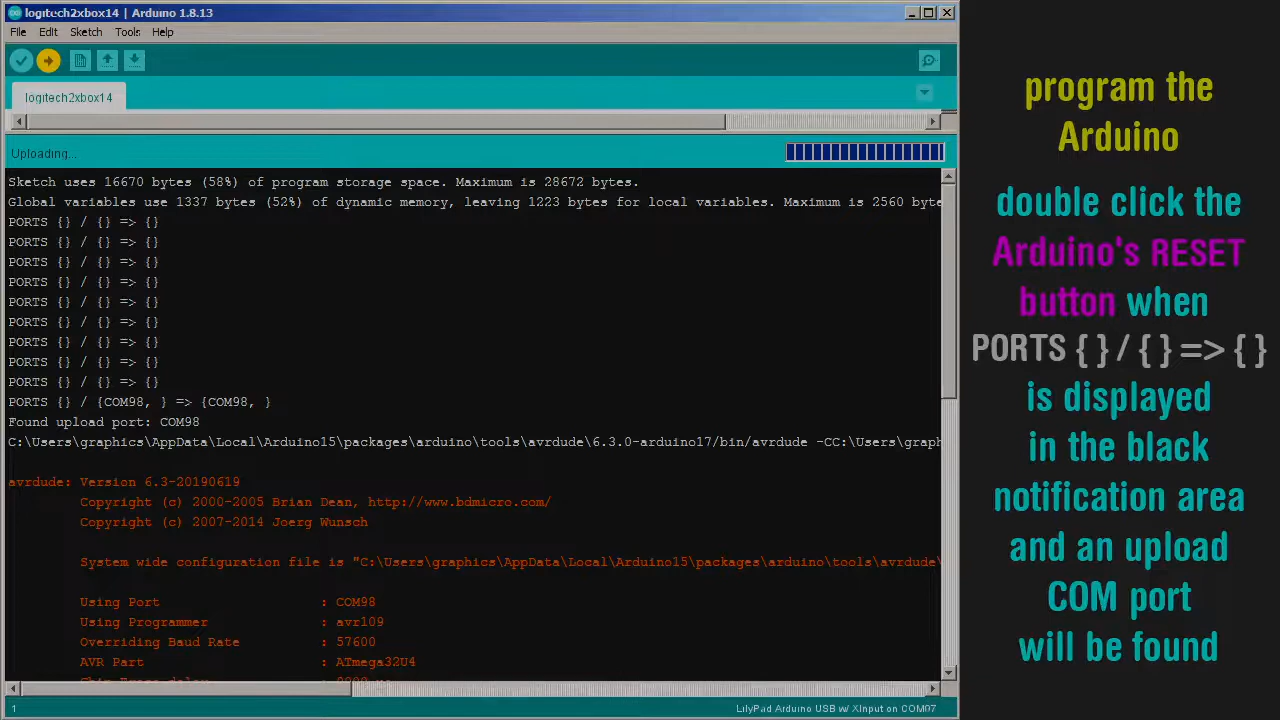 logitech2xbox14 | Arduino 1.8.13
File Edit Sketch Tools Help
logitech2xbox14
Uploading...
Sketch uses 16670 bytes (58%) of program storage space. Maximum is 28672 bytes.
Global variables use 1337 bytes (52%) of dynamic memory, leaving 1223 bytes for local variables. Maximum is 2560 byte
PORTS {} / {} => {}
PORTS {} / {} => {}
PORTS {} / {} => {}
PORTS {} / {} => {}
PORTS {} / {} => {}
PORTS {} / {} => {}
PORTS {} / {} => {}
PORTS {} / {} => {}
PORTS {} / {} => {}
PORTS {} / {COM98, } => {COM98, }
Found upload port: COM98
C:\Users\graphics\AppData\Local\Arduino15\packages\arduino\tools\avrdude\6.3.0-arduino17/bin/avrdude -CC:\Users\graph
avrdude: Version 6.3-20190619
Copyright (c) 2000-2005 Brian Dean, http://www.bdmicro.com/
Copyright (c) 2007-2014 Joerg Wunsch
System wide configuration file is "C:\Users\graphics\AppData\Local\Arduino15\packages\arduino\tools\avrdude\
Using Port : COM98
Using Programmer : avr109
Overriding Baud Rate : 57600
AVR Part : ATmega32U4
1
LilyPad Arduino USB w/ XInput on COM97
program the
Arduino
double click the
Arduino's RESET
button when
PORTS { } / { } => { }
is displayed
in the black
notification area
and an upload
COM port
will be found